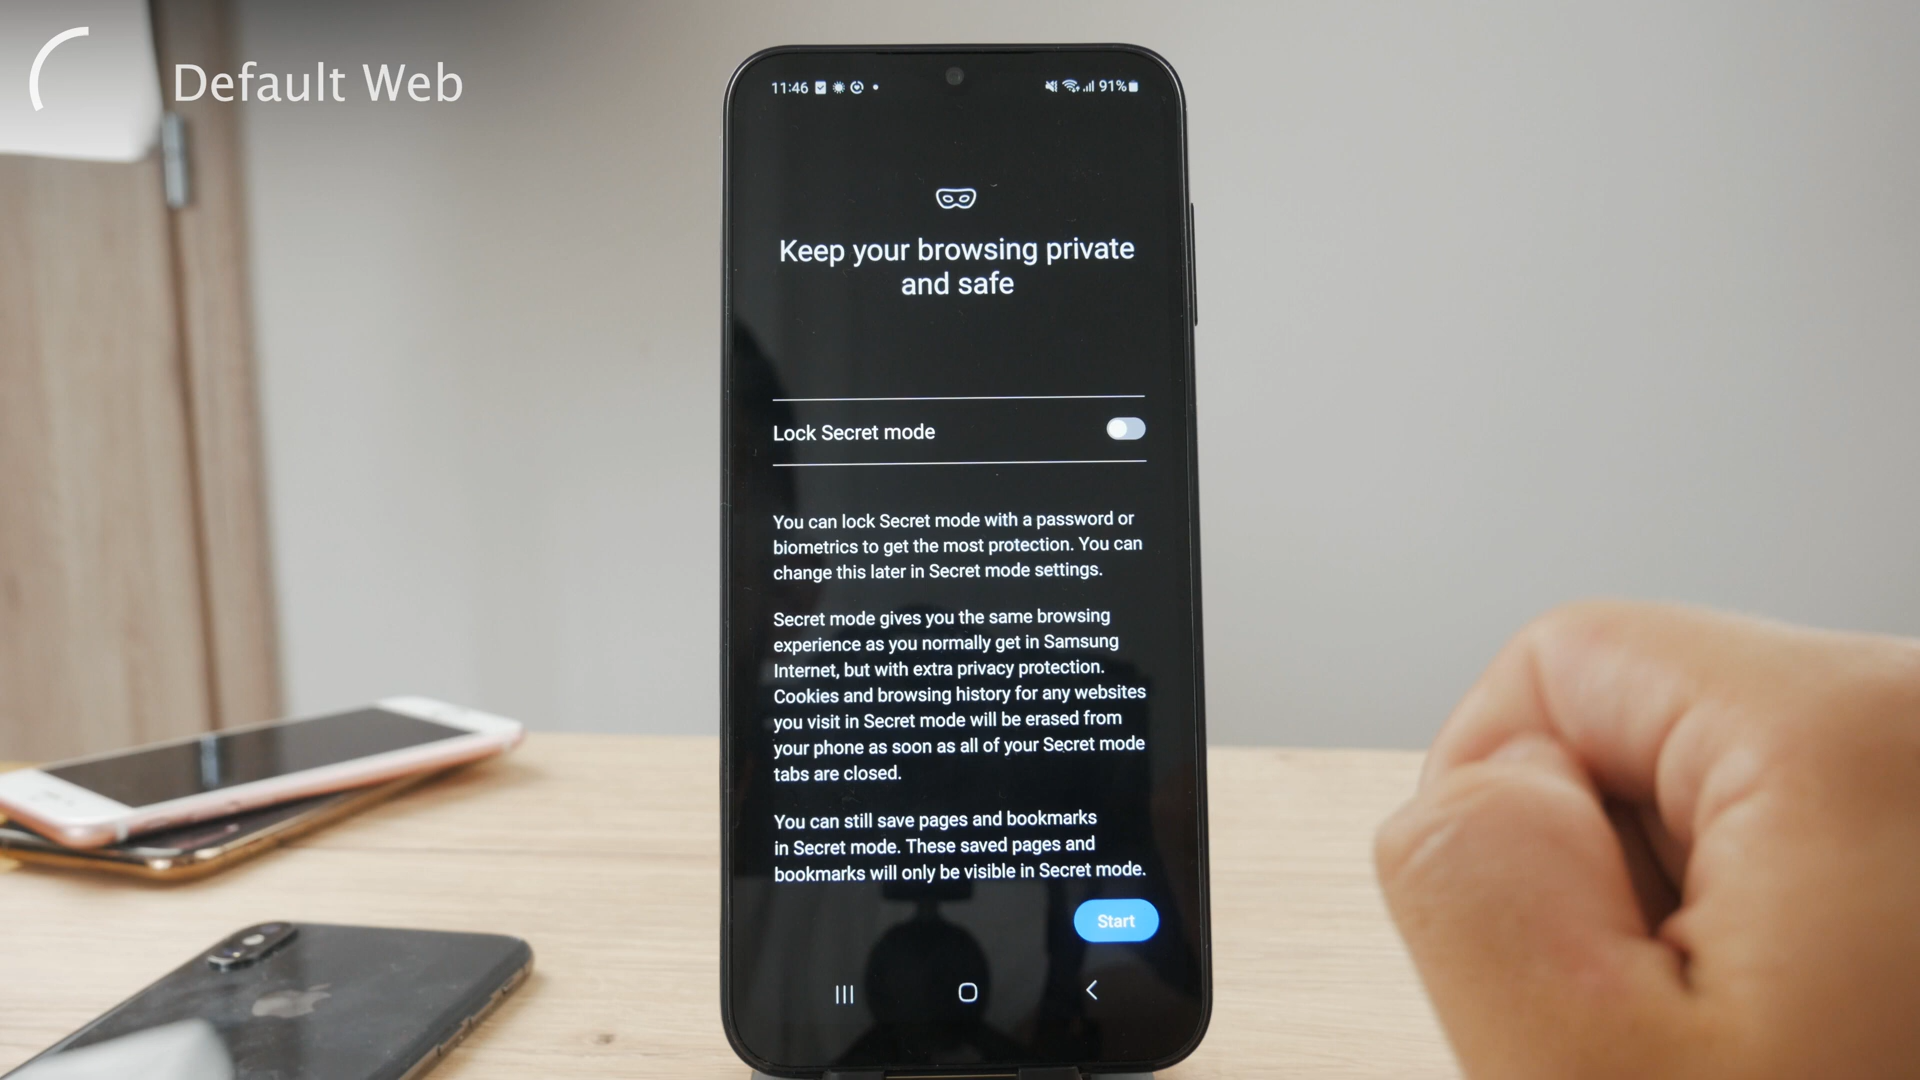 Default Web
11:46
91%
Keep your browsing private
and safe
Lock Secret mode
You can lock Secret mode with a password or
biometrics to get the most protection. You can
change this later in Secret mode settings.
Secret mode gives you the same browsing
experience as you normally get in Samsung
Internet, but with extra privacy protection.
Cookies and browsing history for any websites
you visit in Secret mode will be erased from
your phone as soon as all of your Secret mode
tabs are closed.
You can still save pages and bookmarks
in Secret mode. These saved pages and
bookmarks will only be visible in Secret mode.
Start